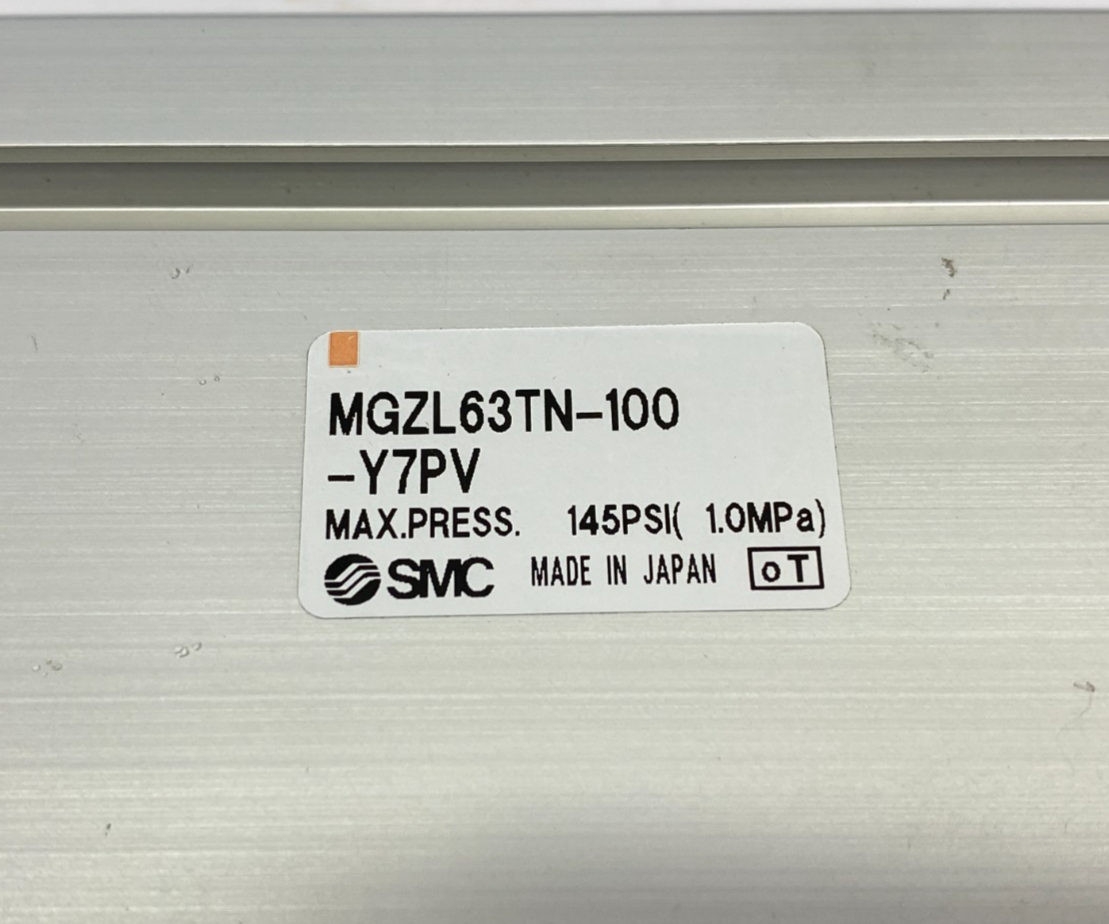 MGZL63TN-100
-Y7PV
MAX.PRESS. 145PSI( 1.0MPa)
SMC MADE IN JAPAN oT